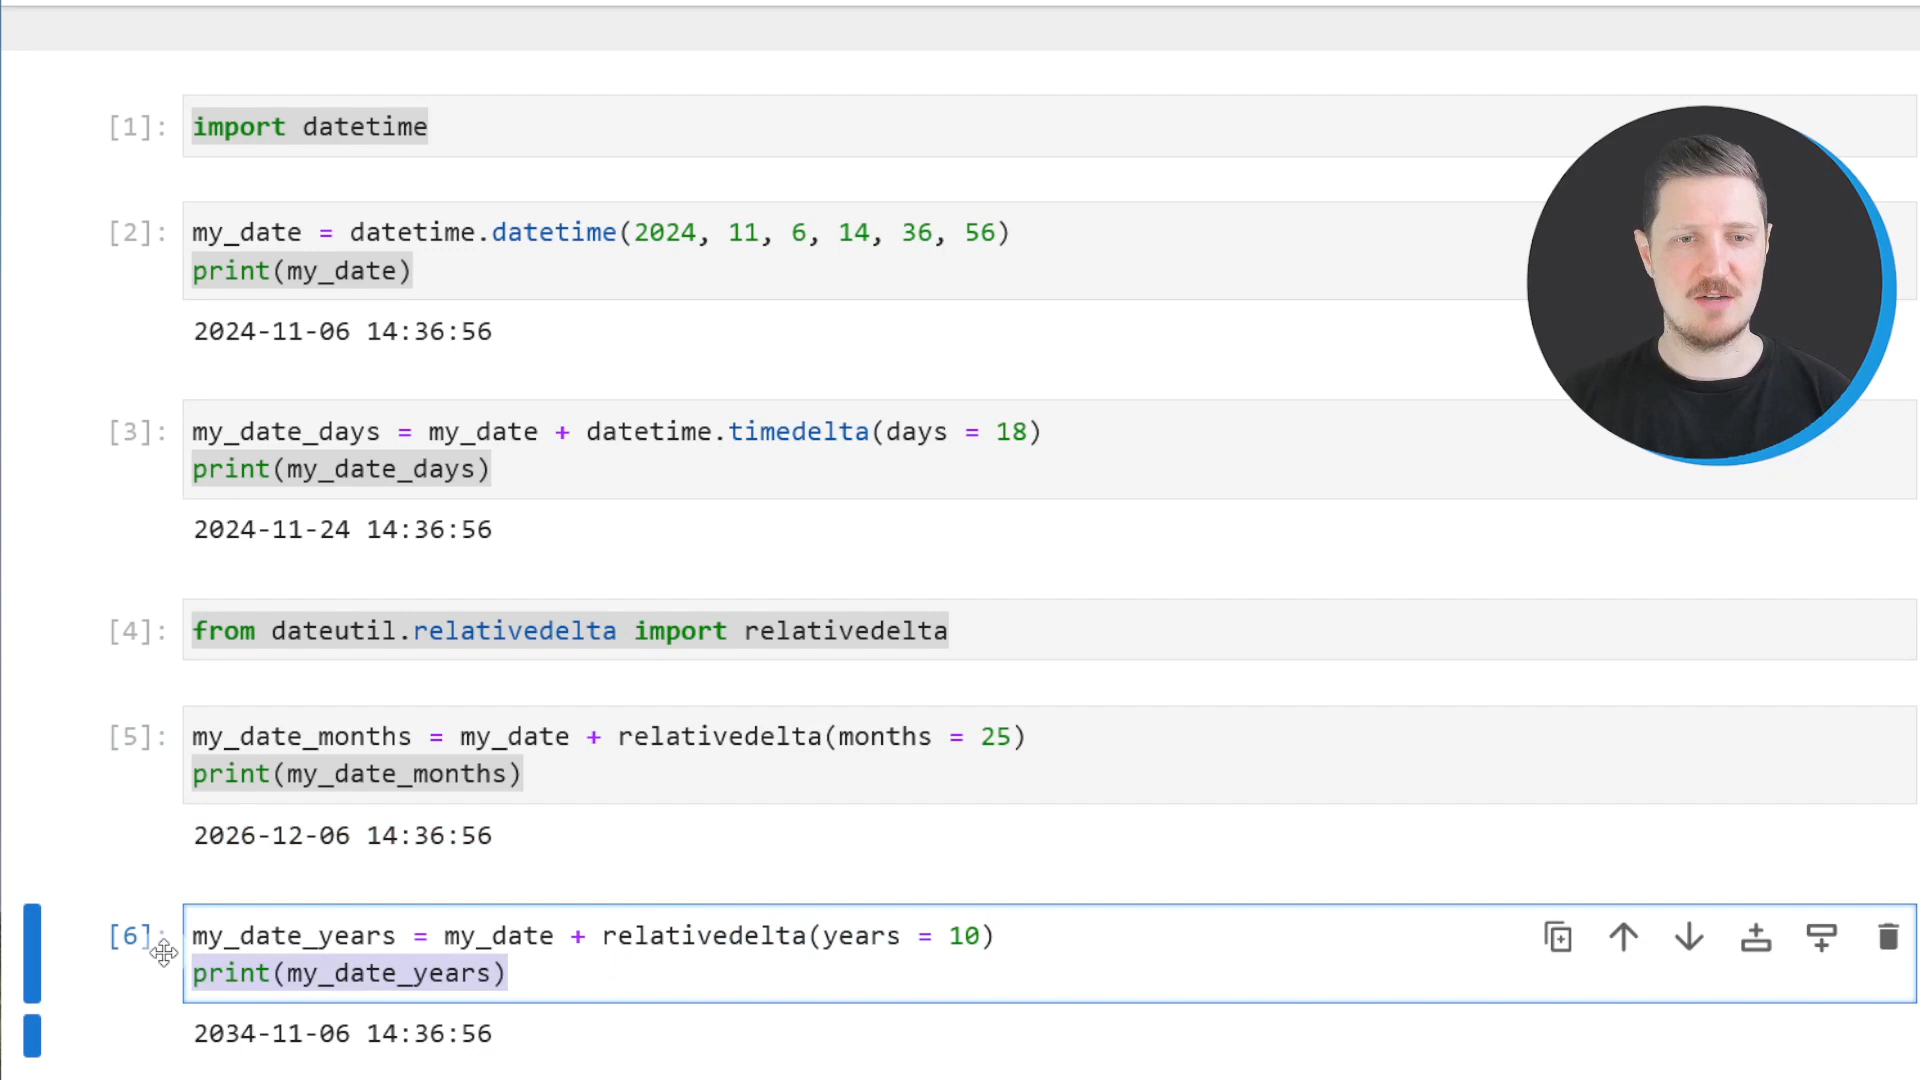 [1]: import datetime
[2]: my_date = datetime.datetime(2024, 11, 6, 14, 36, 56)
print(my_date)
2024-11-06 14:36:56
[3]: my_date_days = my_date + datetime.timedelta(days = 18)
print(my_date_days)
2024-11-24 14:36:56
[4]: from dateutil.relativedelta import relativedelta
[5]: my_date_months = my_date + relativedelta(months = 25)
print(my_date_months)
2026-12-06 14:36:56
[6]: my_date_years = my_date + relativedelta(years = 10)
print(my_date_years)
2034-11-06 14:36:56